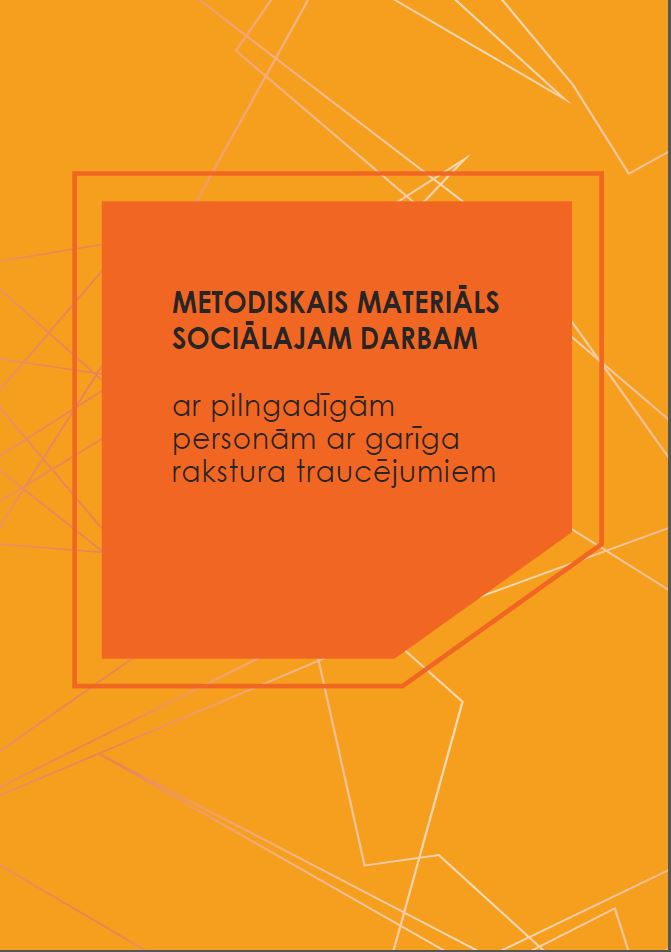 METODISKAIS MATERIĀLS
SOCIĀLAJAM DARBAM
ar pilngadīgām
personām ar garīga
rakstura traucējumiem